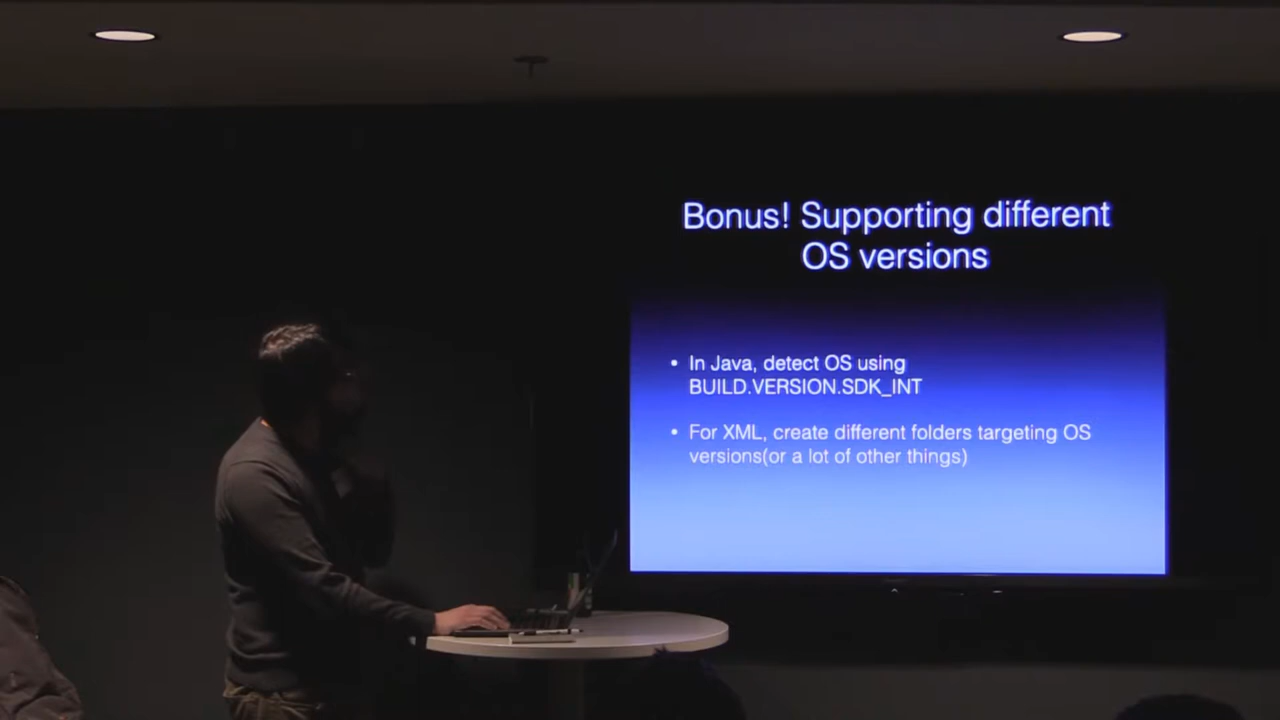 Bonus! Supporting different
OS versions
• In Java, detect OS using
BUILD.VERSION.SDK_INT
• For XML, create different folders targeting OS
versions(or a lot of other things)